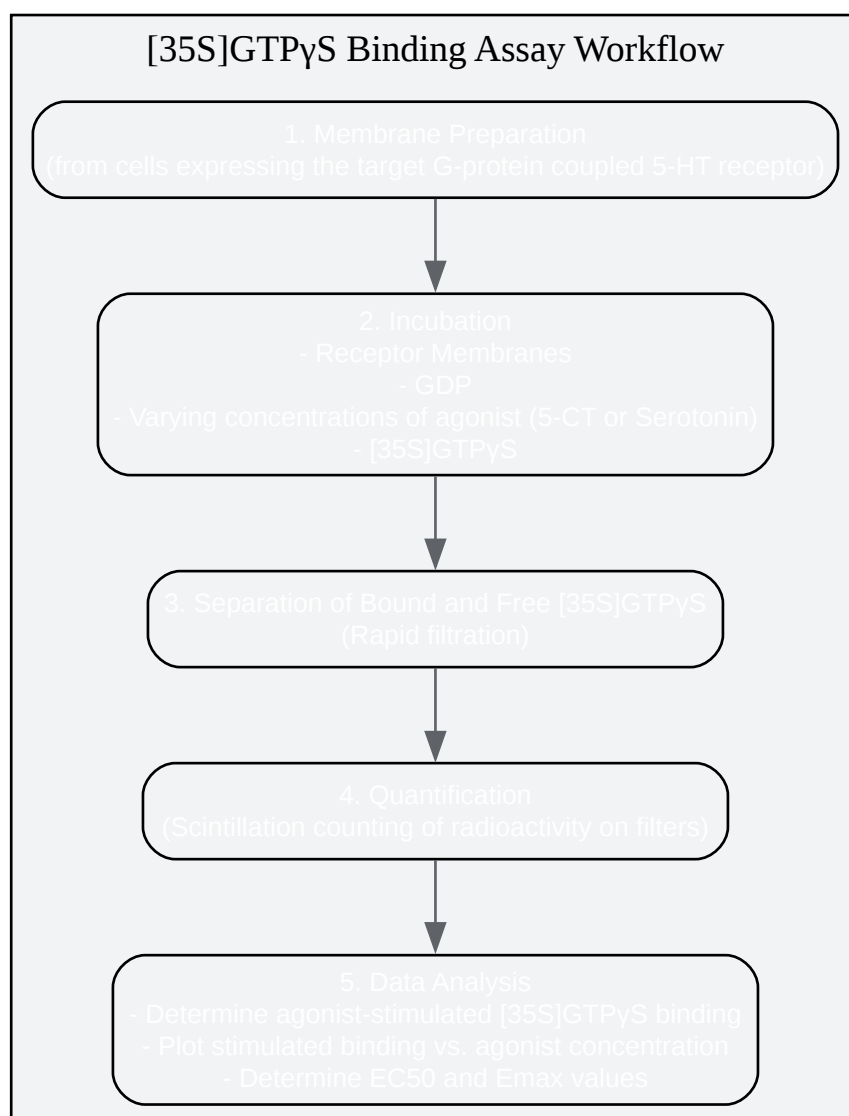 [35S]GTPγS Binding Assay Workflow
1. Membrane Preparation
(from cells expressing the target G-protein coupled 5-HT receptor)
2. Incubation
- Receptor Membranes
- GDP
- Varying concentrations of agonist (5-CT or Serotonin)
- [35S]GTPγS
3. Separation of Bound and Free [35S]GTPγS
(Rapid filtration)
4. Quantification
(Scintillation counting of radioactivity on filters)
5. Data Analysis
- Determine agonist-stimulated [35S]GTPγS binding
- Plot stimulated binding vs. agonist concentration
- Determine EC50 and Emax values